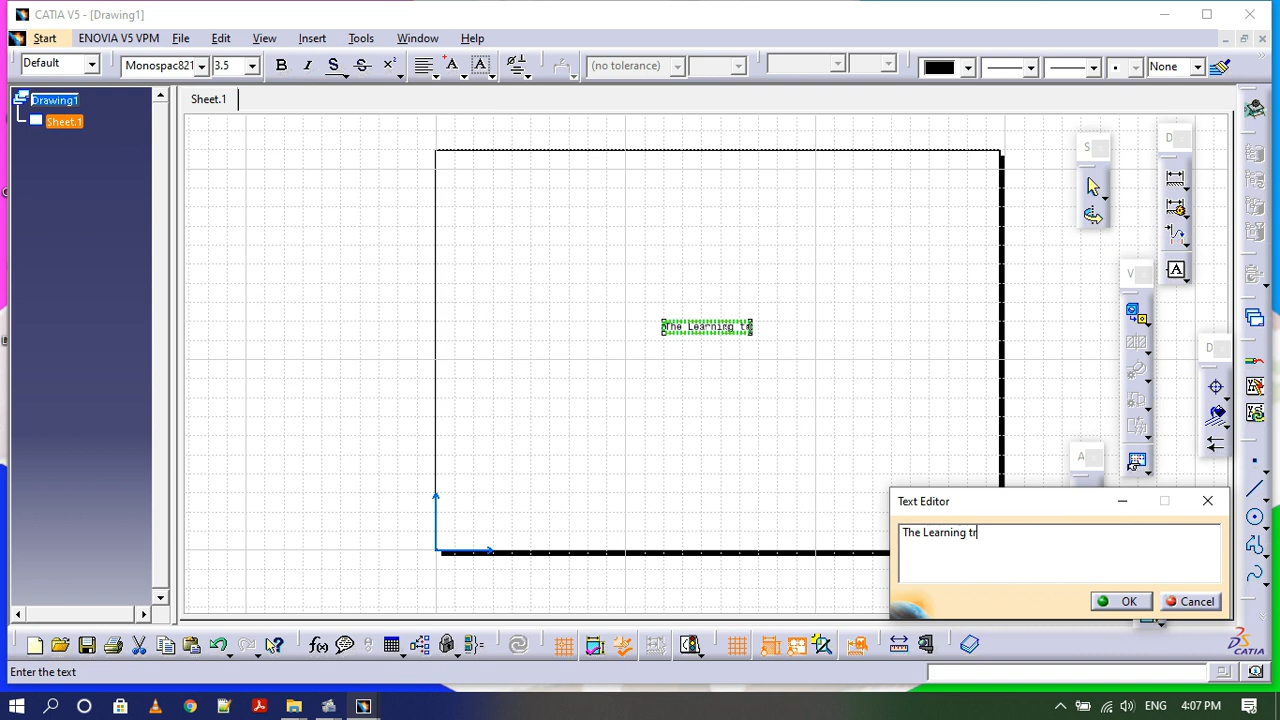 CATIA V5 - [Drawing1]
Start ENOVIA V5 VPM File Edit View Insert Tools Window Help
Default Monospac821 3.5 B I S S X² A A (no tolerance) None
Drawing1
Sheet.1
Sheet.1
S
D
V
D
A
The Learning tr
Text Editor
The Learning tr
OK Cancel
f(x)
CATIA
Enter the text
ENG 4:07 PM